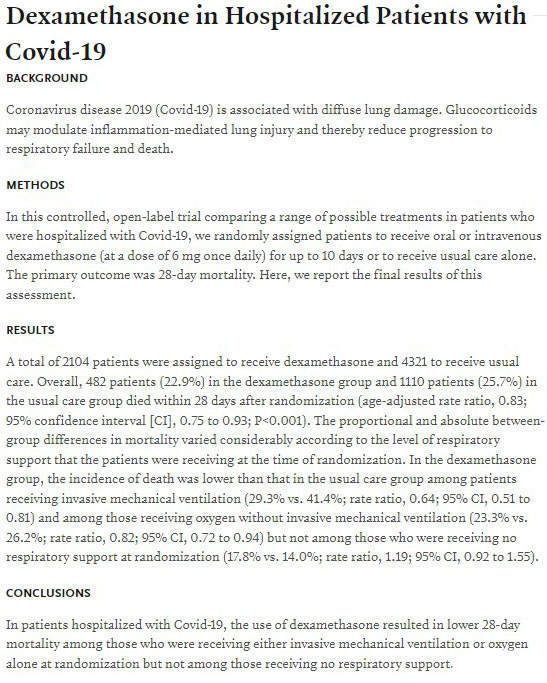 Dexamethasone in Hospitalized Patients with
Covid-19
BACKGROUND
Coronavirus disease 2019 (Covid-19) is associated with diffuse lung damage. Glucocorticoids
may modulate inflammation-mediated lung injury and thereby reduce progression to
respiratory failure and death.
METHODS
In this controlled, open-label trial comparing a range of possible treatments in patients who
were hospitalized with Covid-19, we randomly assigned patients to receive oral or intravenous
dexamethasone (at a dose of 6 mg once daily) for up to 10 days or to receive usual care alone.
The primary outcome was 28-day mortality. Here, we report the final results of this
assessment.
RESULTS
A total of 2104 patients were assigned to receive dexamethasone and 4321 to receive usual
care. Overall, 482 patients (22.9%) in the dexamethasone group and 1110 patients (25.7%) in
the usual care group died within 28 days after randomization (age-adjusted rate ratio, 0.83;
95% confidence interval [CI], 0.75 to 0.93; P<0.001). The proportional and absolute between-
group differences in mortality varied considerably according to the level of respiratory
support that the patients were receiving at the time of randomization. In the dexamethasone
group, the incidence of death was lower than that in the usual care group among patients
receiving invasive mechanical ventilation (29.3% vs. 41.4%; rate ratio, 0.64; 95% CI, 0.51 to
0.81) and among those receiving oxygen without invasive mechanical ventilation (23.3% vs.
26.2%; rate ratio, 0.82; 95% CI, 0.72 to 0.94) but not among those who were receiving no
respiratory support at randomization (17.8% vs. 14.0%; rate ratio, 1.19; 95% CI, 0.92 to 1.55).
CONCLUSIONS
In patients hospitalized with Covid-19, the use of dexamethasone resulted in lower 28-day
mortality among those who were receiving either invasive mechanical ventilation or oxygen
alone at randomization but not among those receiving no respiratory support.